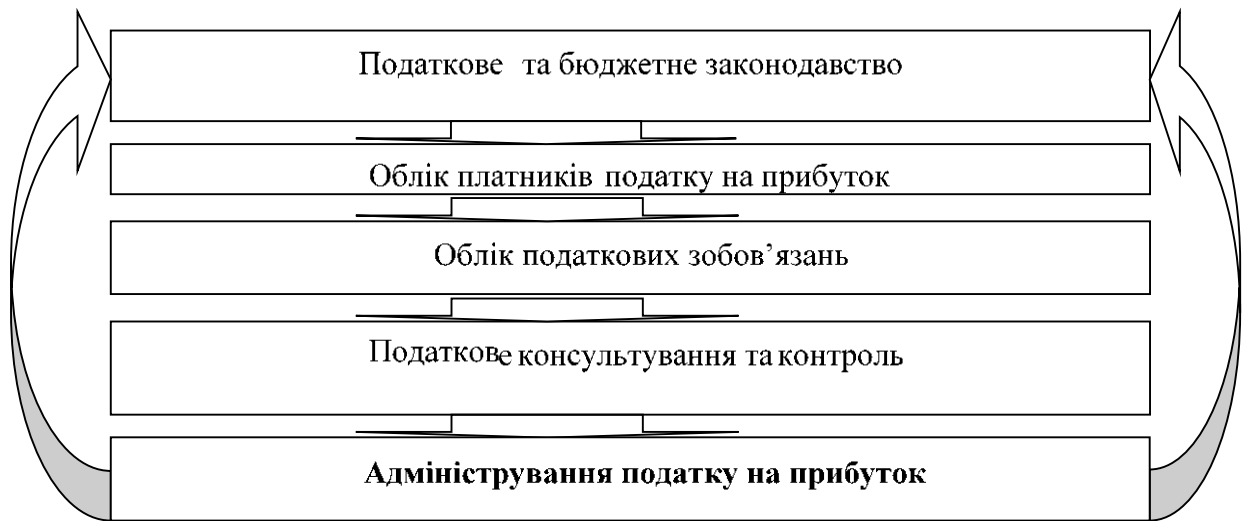 Податкове та бюджетне законодавство
Облік платників податку на прибуток
Облік податкових зобов’язань
Податкове консультування та контроль
Адміністрування податку на прибуток